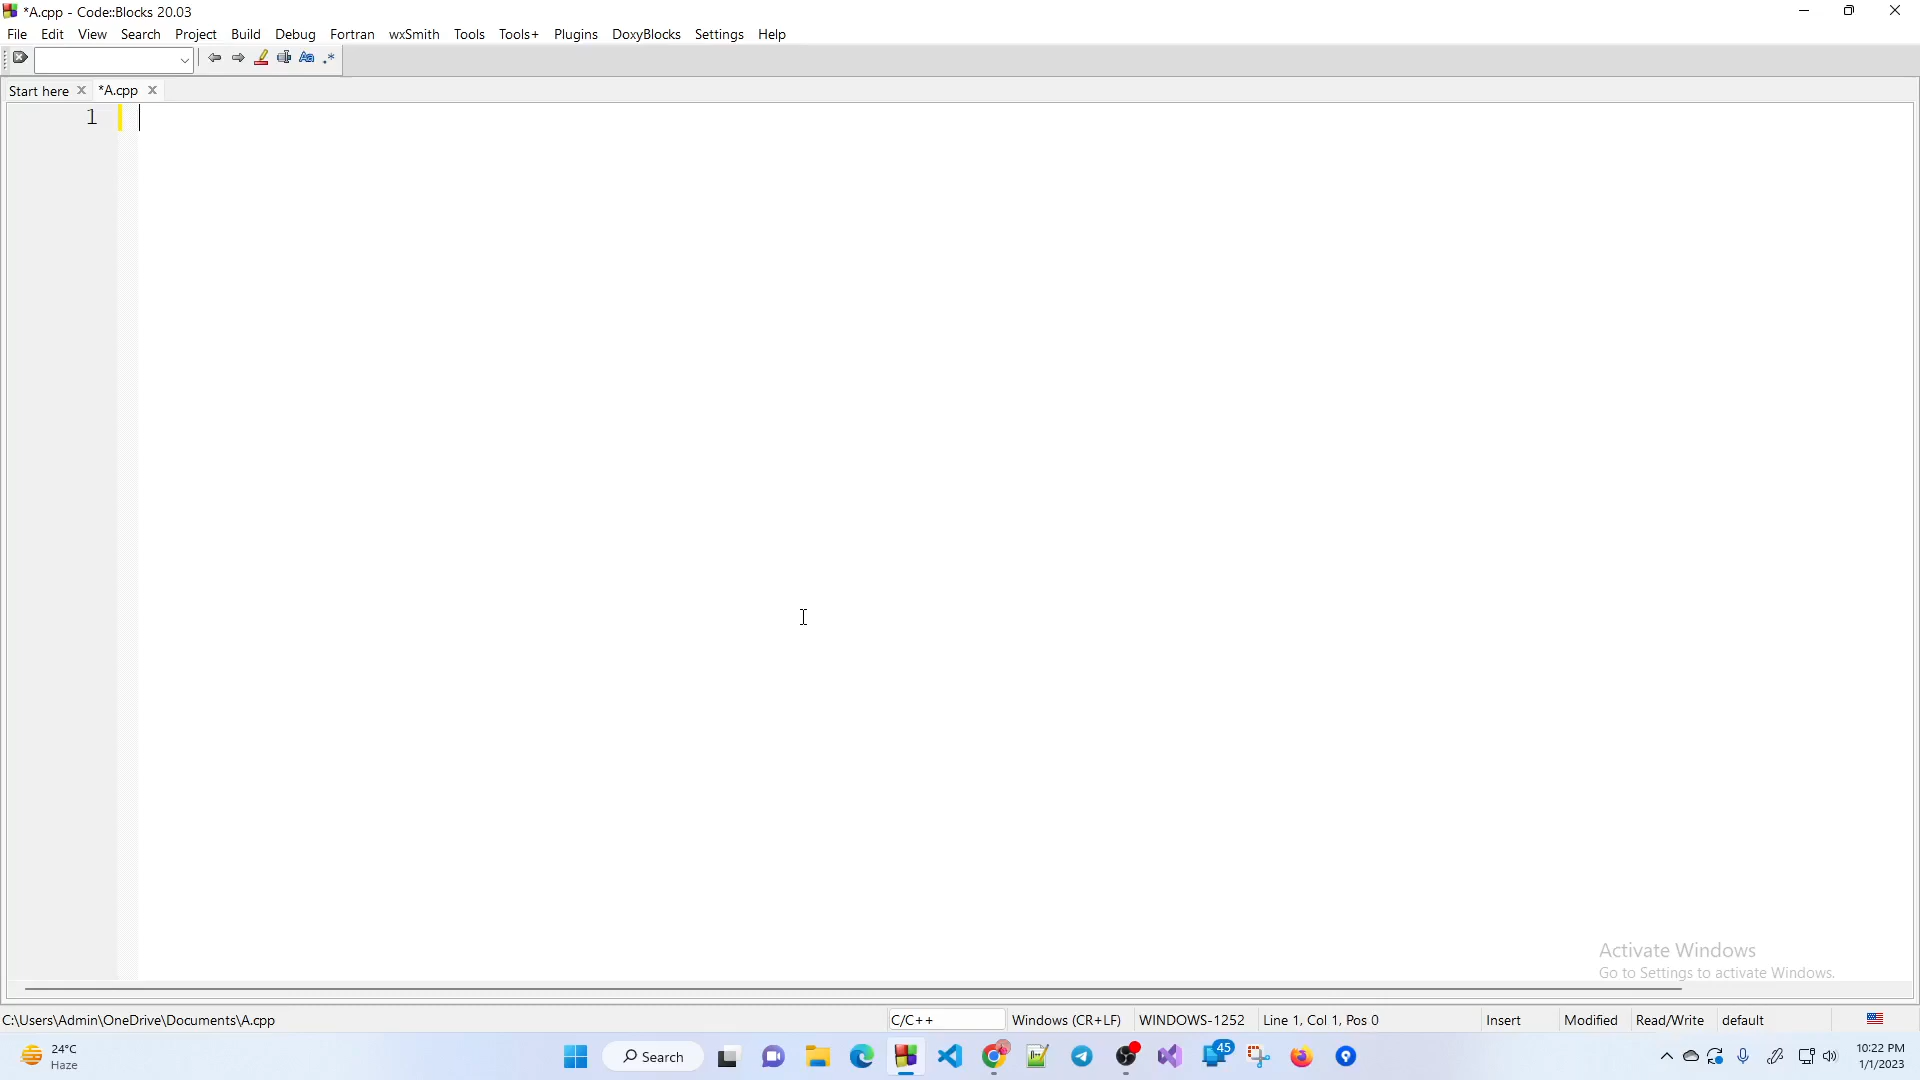 *A.cpp - Code::Blocks 20.03
File Edit View Search Project Build Debug Fortran wxSmith Tools Tools+ Plugins DoxyBlocks Settings Help
Aa .*
Start here *A.cpp
1
Activate Windows
Go to Settings to activate Windows.
C:\Users\Admin\OneDrive\Documents\A.cpp C/C++ Windows (CR+LF) WINDOWS-1252 Line 1, Col 1, Pos 0 Insert Modified Read/Write default
24°C
Haze
Search
45
10:22 PM
1/1/2023